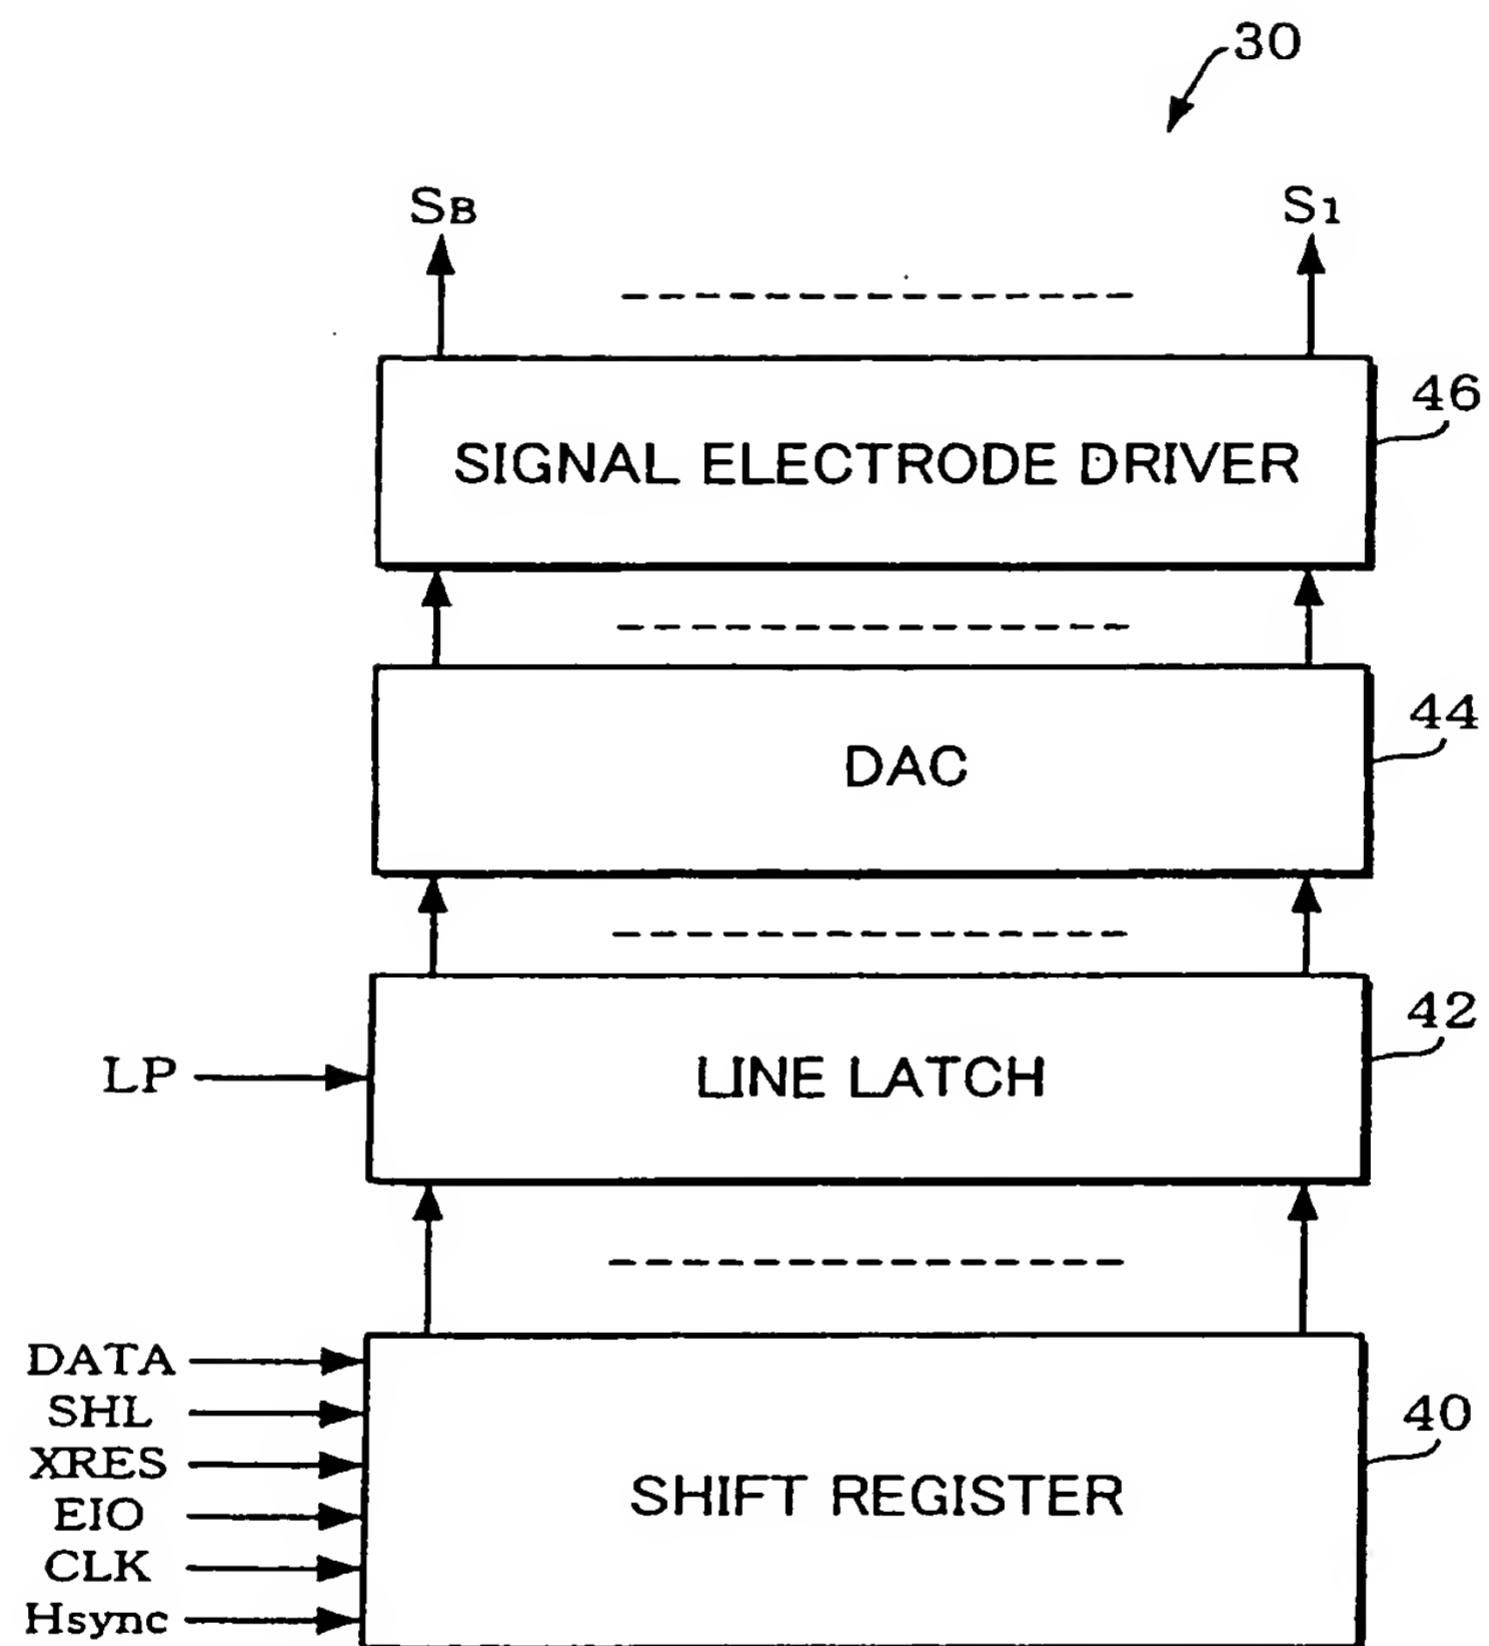 30
SB S1
46
SIGNAL ELECTRODE DRIVER
44
DAC
42
LP
LINE LATCH
DATA
SHL
40
XRES
SHIFT REGISTER
EIO
CLK
Hsync